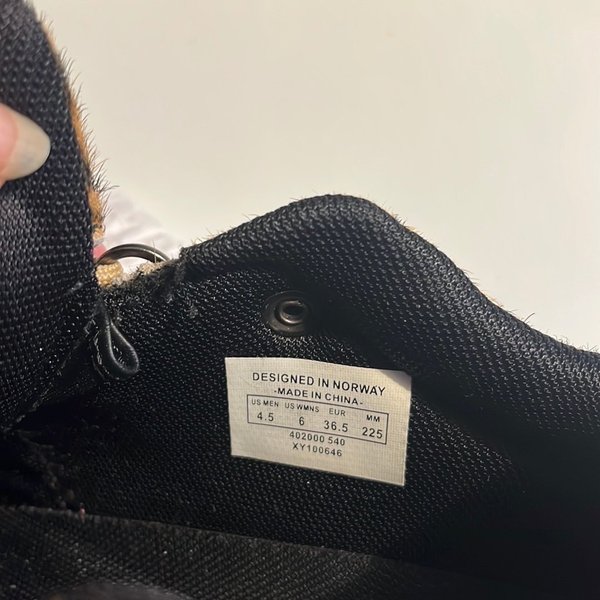 DESIGNED IN NORWAY
-MADE IN CHINA-
US MEN US WMNS EUR MM
4.5 6 36.5 225
402000 540
XY100646